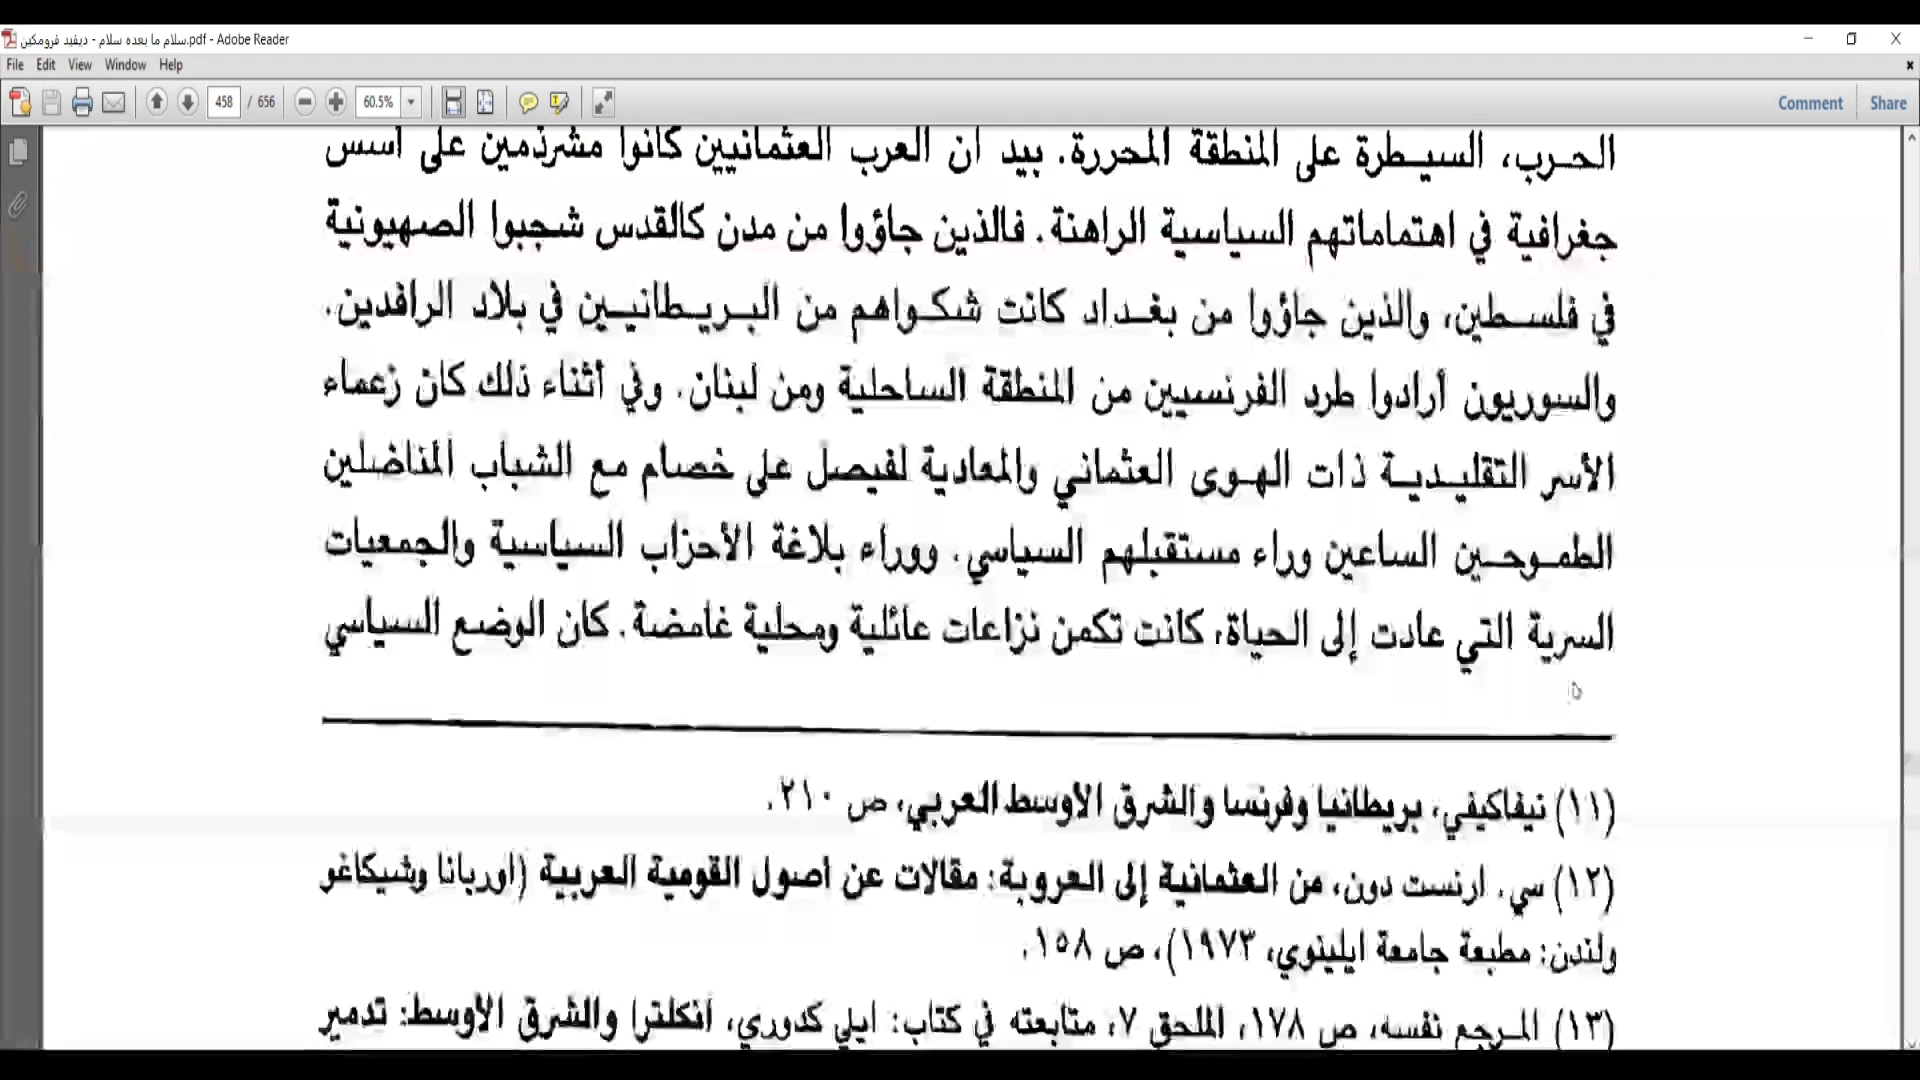 سلام ما بعده سلام - ديفيد فرومكين.pdf - Adobe Reader
File Edit View Window Help
458 / 656 60.5% Comment Share
الحرب، السيطرة على المنطقة المحررة. بيد أن العرب العثمانيين كانوا مشرذمين على أسس
جغرافية في اهتماماتهم السياسية الراهنة. فالذين جاؤوا من مدن كالقدس شجبوا الصهيونية
في فلسطين، والذين جاؤوا من بغداد كانت شكواهم من البريطانيين في بلاد الرافدين.
والسوريون أرادوا طرد الفرنسيين من المنطقة الساحلية ومن لبنان. وفي أثناء ذلك كان زعماء
الأسر التقليدية ذات الهوى العثماني والمعادية لفيصل على خصام مع الشباب المناضلين
الطموحين الساعين وراء مستقبلهم السياسي. ووراء بلاغة الأحزاب السياسية والجمعيات
السرية التي عادت إلى الحياة، كانت تكمن نزاعات عائلية ومحلية غامضة. كان الوضع السياسي
(١١) نيفاكيفي، بريطانيا وفرنسا والشرق الأوسط العربي، ص ٢١٠.
(١٢) سي. ارنست دون، من العثمانية إلى العروبة: مقالات عن أصول القومية العربية (اوربانا وشيكاغو
ولندن: مطبعة جامعة ايلينوي، ١٩٧٣)، ص ١٥٨.
(١٣) المرجع نفسه، ص ١٧٨، الملحق ٧، متابعته في كتاب: ايلي كدوري، انكلترا والشرق الأوسط: تدمير